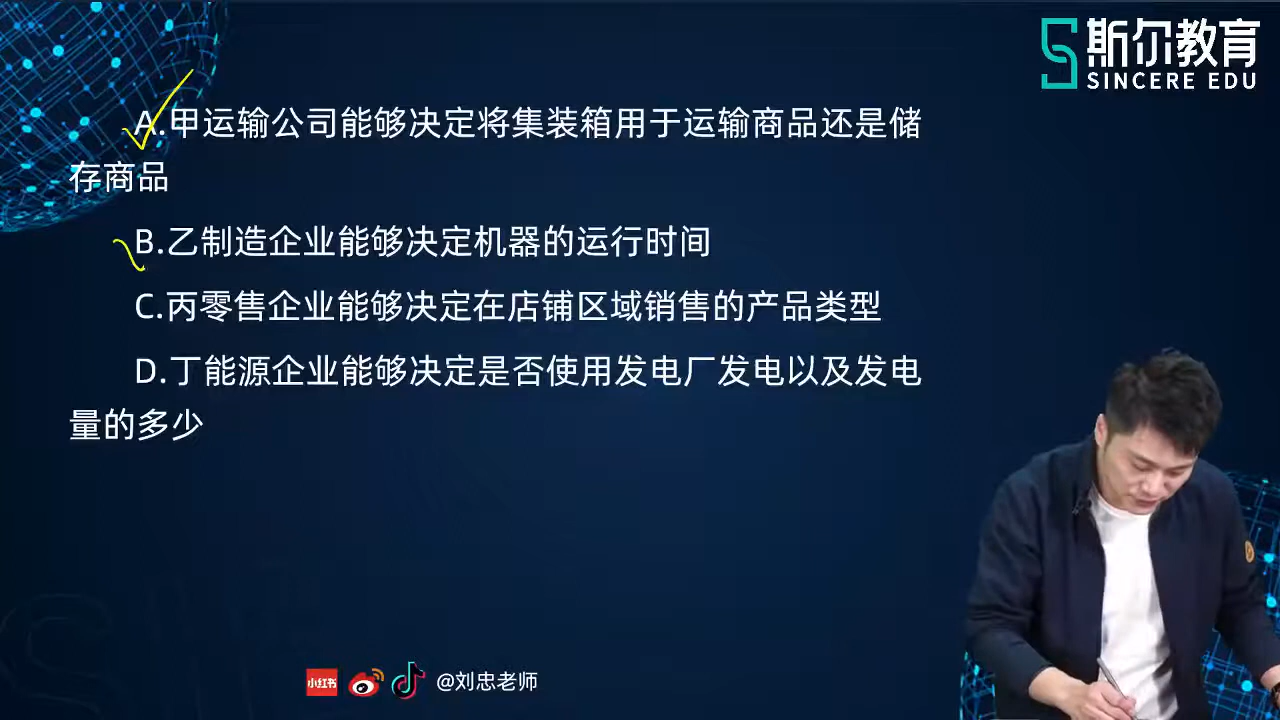 斯尔教育
SINCERE EDU
A.甲运输公司能够决定将集装箱用于运输商品还是储
存商品
B.乙制造企业能够决定机器的运行时间
C.丙零售企业能够决定在店铺区域销售的产品类型
D.丁能源企业能够决定是否使用发电厂发电以及发电
量的多少
小红书 @刘忠老师